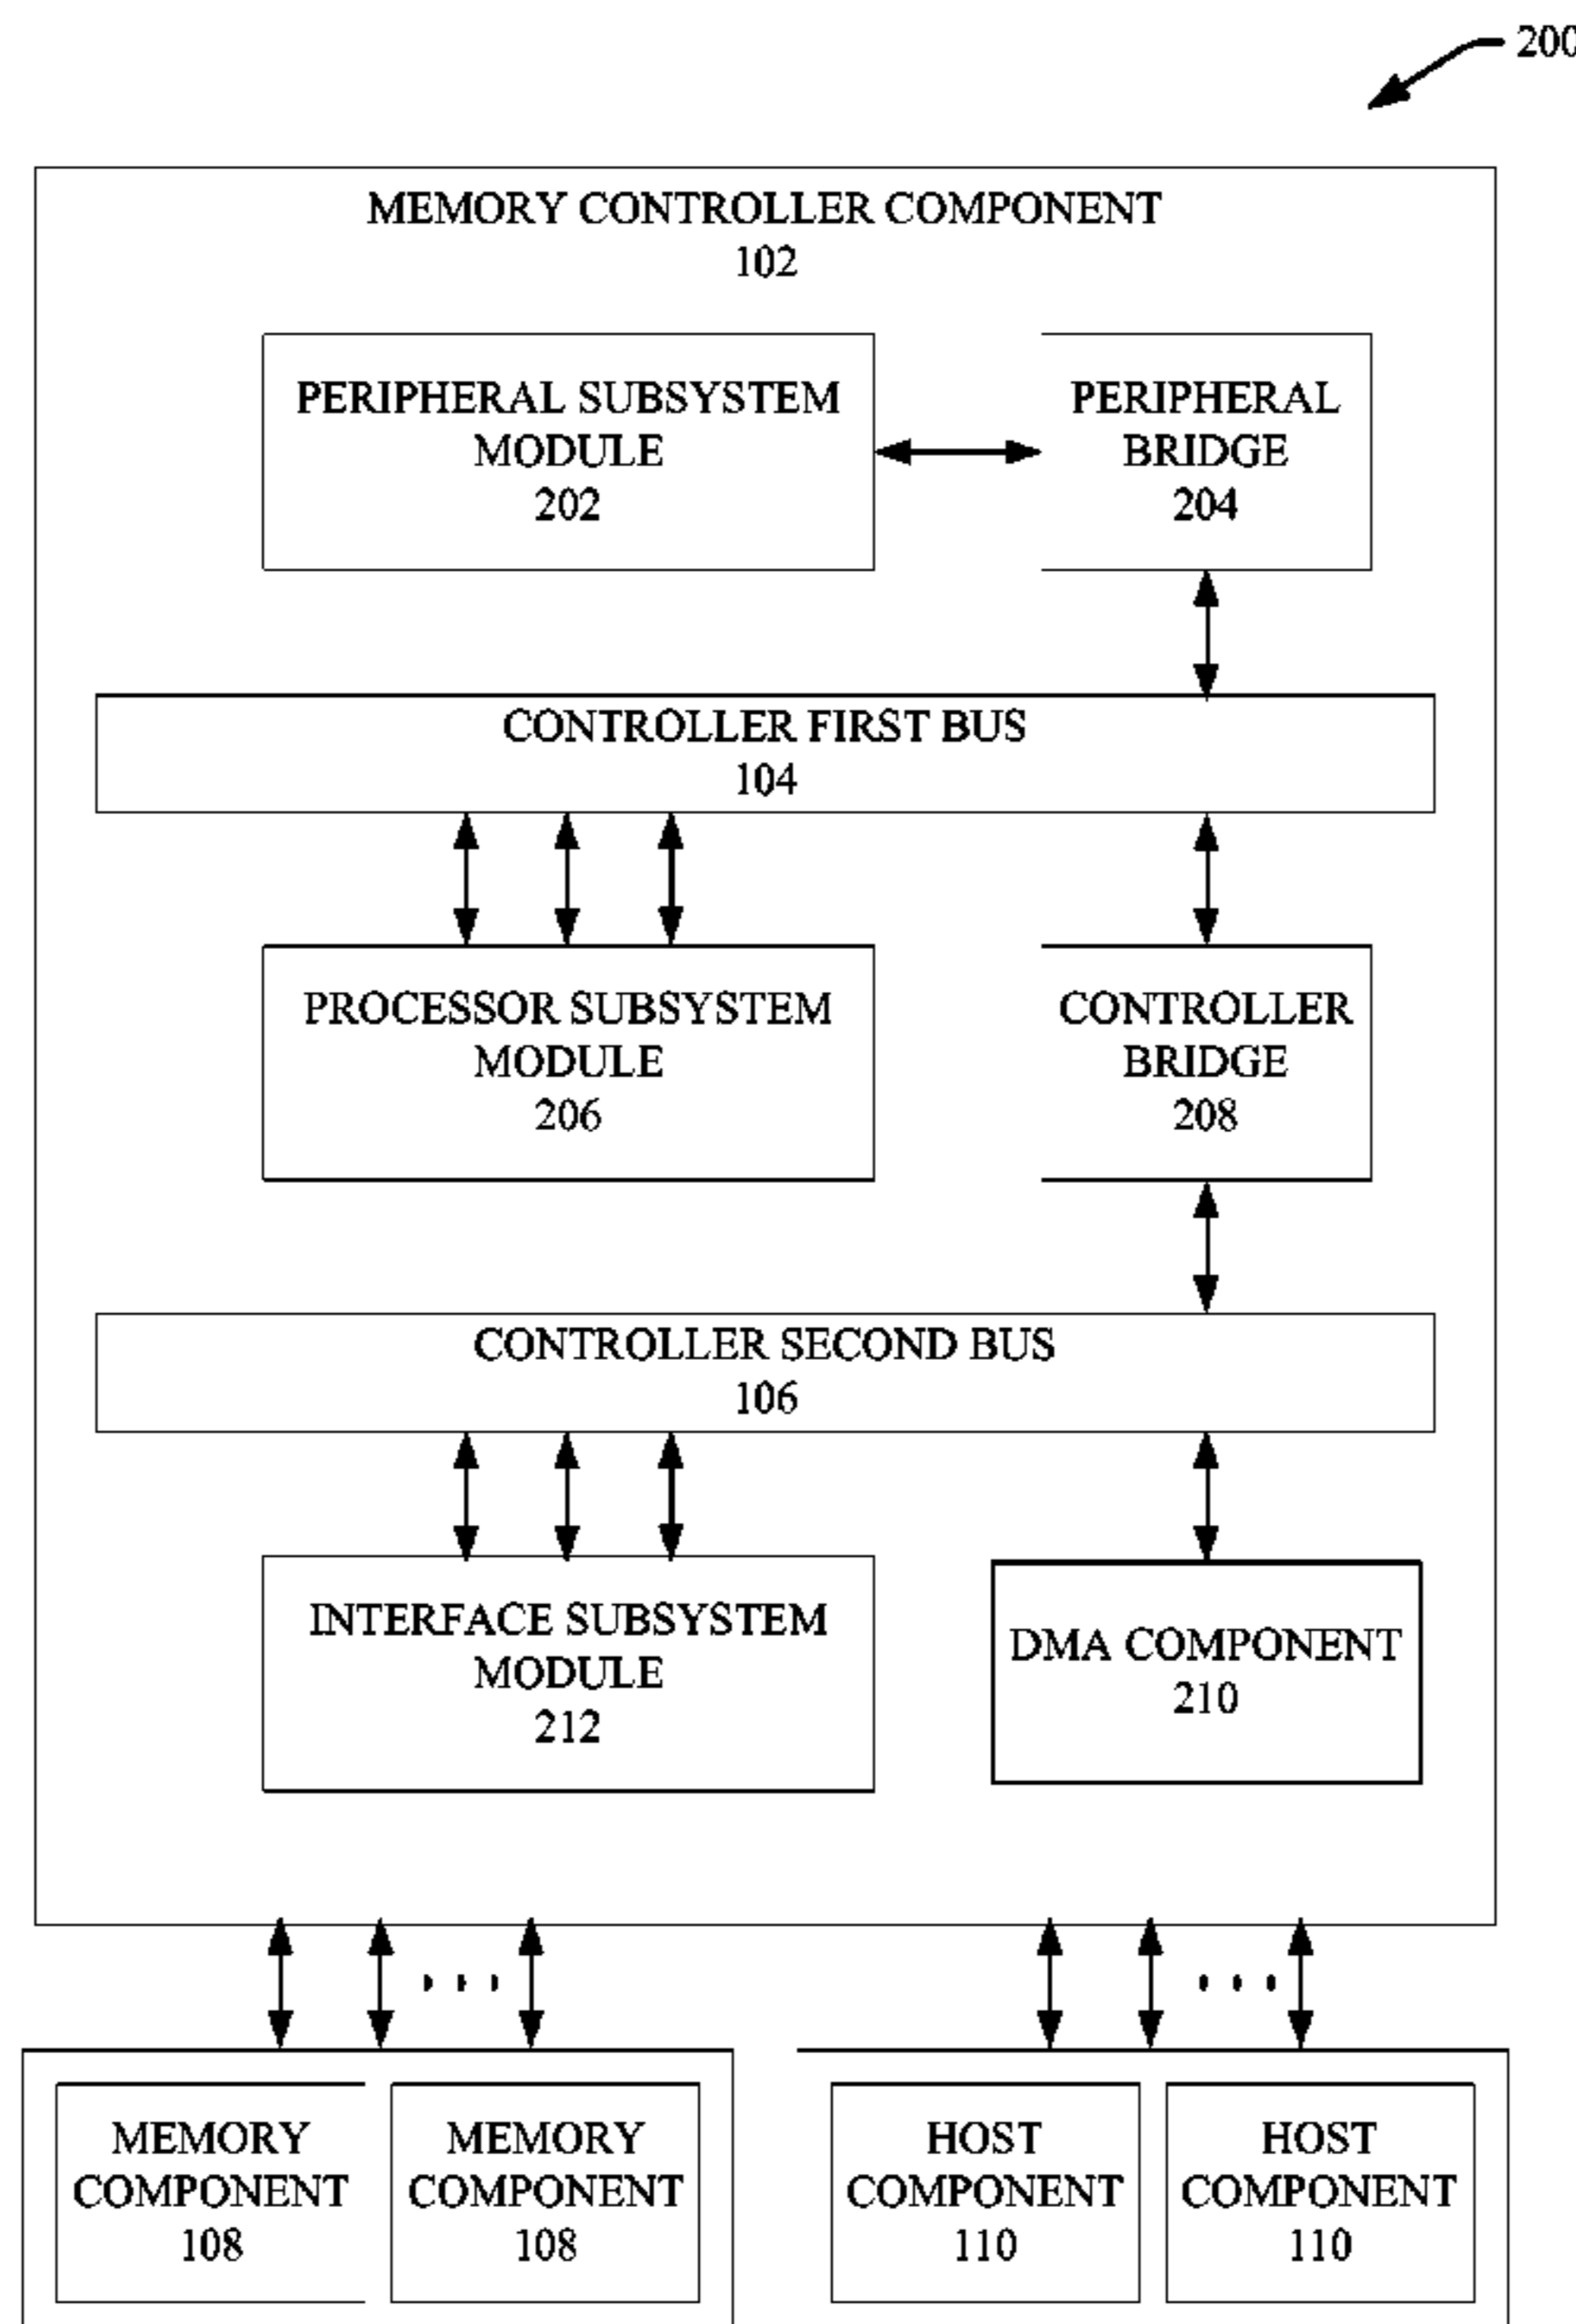 200
MEMORY CONTROLLER COMPONENT
102
PERIPHERAL SUBSYSTEM
MODULE
202
PERIPHERAL
BRIDGE
204
CONTROLLER FIRST BUS
104
PROCESSOR SUBSYSTEM
MODULE
206
CONTROLLER
BRIDGE
208
CONTROLLER SECOND BUS
106
INTERFACE SUBSYSTEM
MODULE
212
DMA COMPONENT
210
MEMORY
COMPONENT
108
MEMORY
COMPONENT
108
HOST
COMPONENT
110
HOST
COMPONENT
110